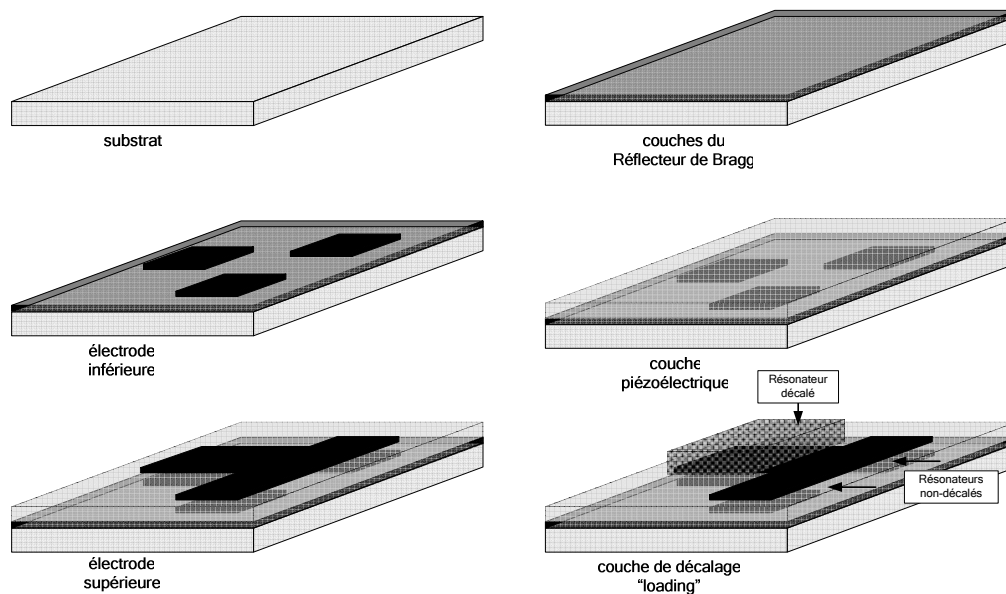 substrat
couches du
Réflecteur de Bragg
électrode
inférieure
couche
piézoélectrique
électrode
supérieure
Résonateur
décalé
Résonateurs
non-décalés
couche de décalage
“loading”